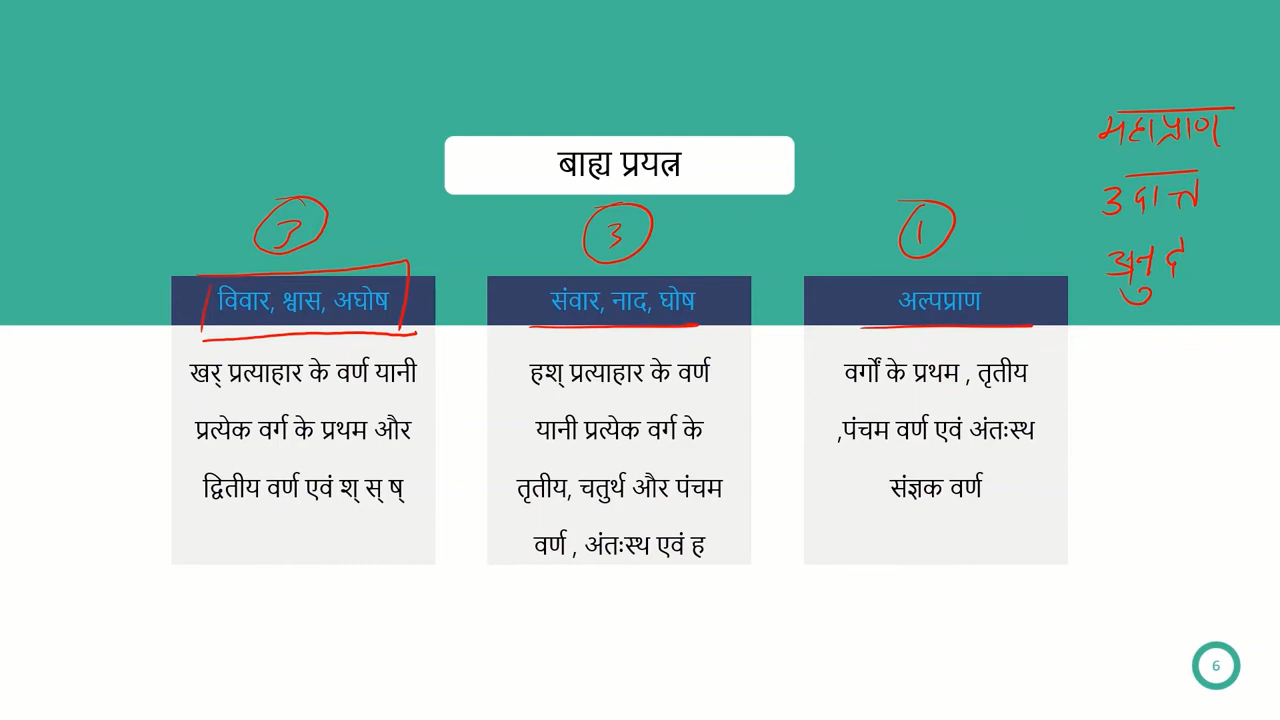 बाह्य प्रयत्न
महाप्राण
उदात्त
3
3
1
विवार, श्वास, अघोष
खर् प्रत्याहार के वर्ण यानी
प्रत्येक वर्ग के प्रथम और
द्वितीय वर्ण एवं श् स् ष्
संवार, नाद, घोष
हश् प्रत्याहार के वर्ण
यानी प्रत्येक वर्ग के
तृतीय, चतुर्थ और पंचम
वर्ण , अंतःस्थ एवं ह
अल्पप्राण
वर्गों के प्रथम , तृतीय
,पंचम वर्ण एवं अंतःस्थ
संज्ञक वर्ण
6